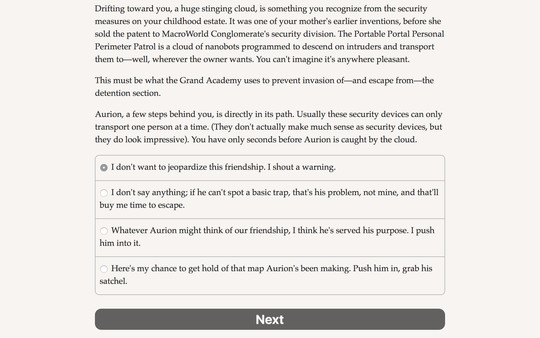 Drifting toward you, a huge stinging cloud, is something you recognize from the security
measures on your childhood estate. It was one of your mother's earlier inventions, before she
sold the patent to MacroWorld Conglomerate's security division. The Portable Portal Personal
Perimeter Patrol is a cloud of nanobots programmed to descend on intruders and transport
them to—well, wherever the owner wants. You can't imagine it's anywhere pleasant.
This must be what the Grand Academy uses to prevent invasion of—and escape from—the
detention section.
Aurion, a few steps behind you, is directly in its path. Usually these security devices can only
transport one person at a time. (They don't actually make much sense as security devices, but
they do look impressive). You have only seconds before Aurion is caught by the cloud.
I don't want to jeopardize this friendship. I shout a warning.
I don't say anything; if he can't spot a basic trap, that's his problem, not mine, and that'll
buy me time to escape.
Whatever Aurion might think of our friendship, I think he's served his purpose. I push
him into it.
Here's my chance to get hold of that map Aurion's been making. Push him in, grab his
satchel.
Next